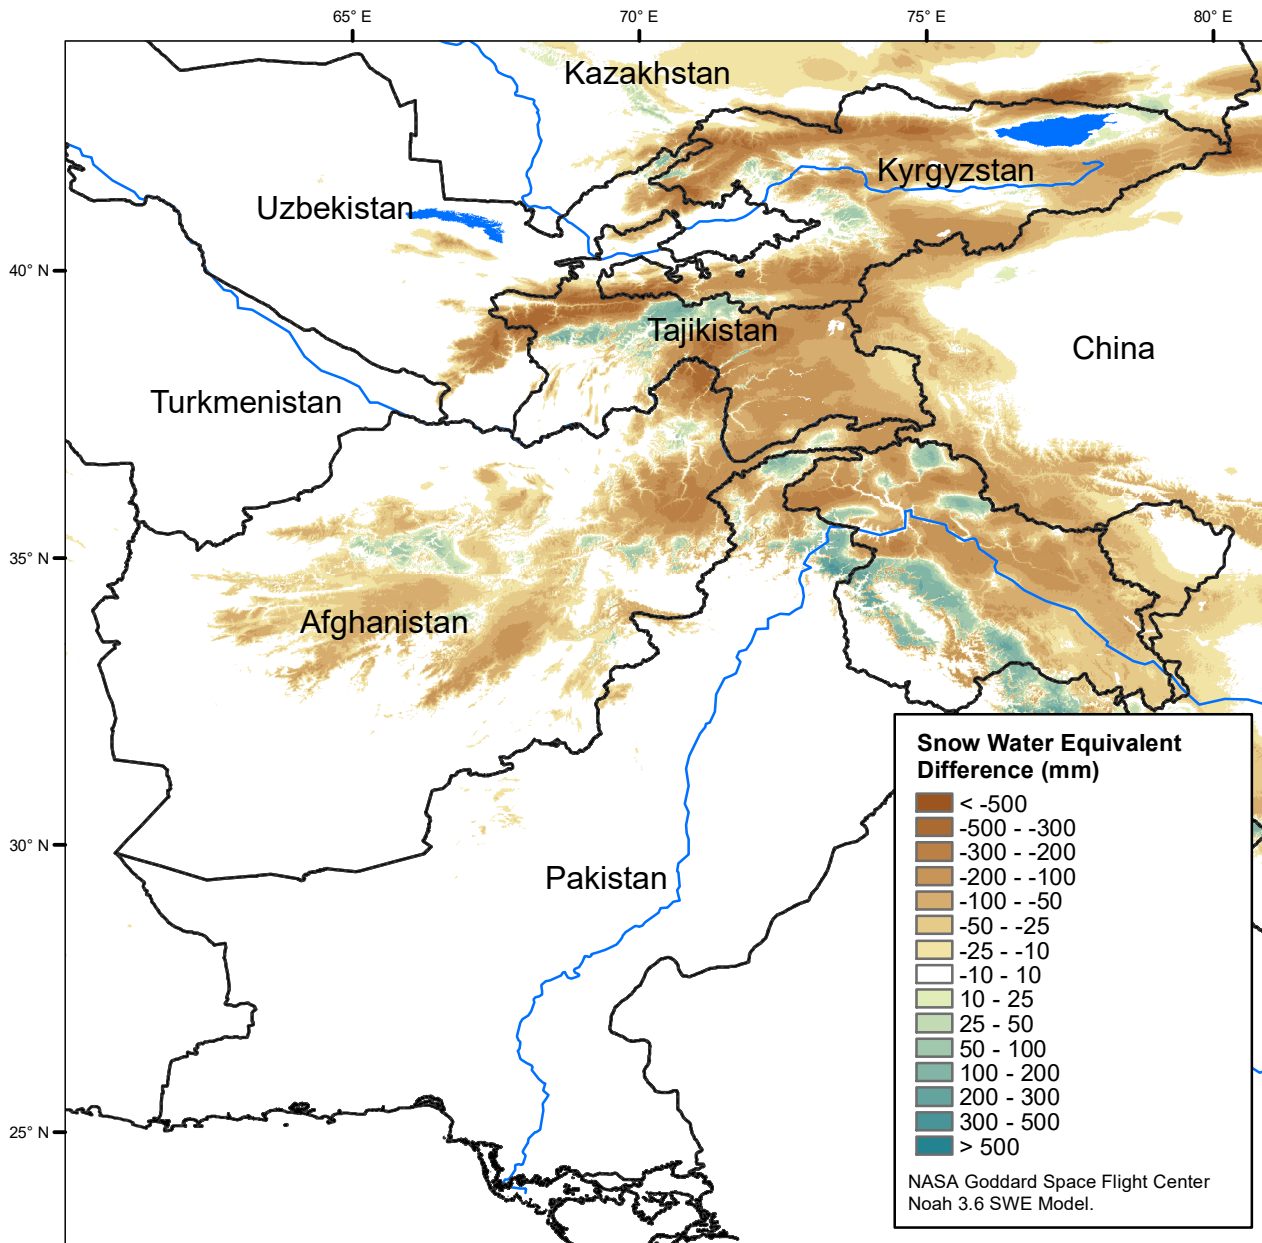 65° E
70° E
75° E
80° E
Kazakhstan
Kyrgyzstan
Uzbekistan
40° N
Tajikistan
China
Turkmenistan
35° N
Afghanistan
30° N
Pakistan
25° N
Snow Water Equivalent
Difference (mm)
< -500
-500 - -300
-300 - -200
-200 - -100
-100 - -50
-50 - -25
-25 - -10
-10 - 10
10 - 25
25 - 50
50 - 100
100 - 200
200 - 300
300 - 500
> 500
NASA Goddard Space Flight Center
Noah 3.6 SWE Model.